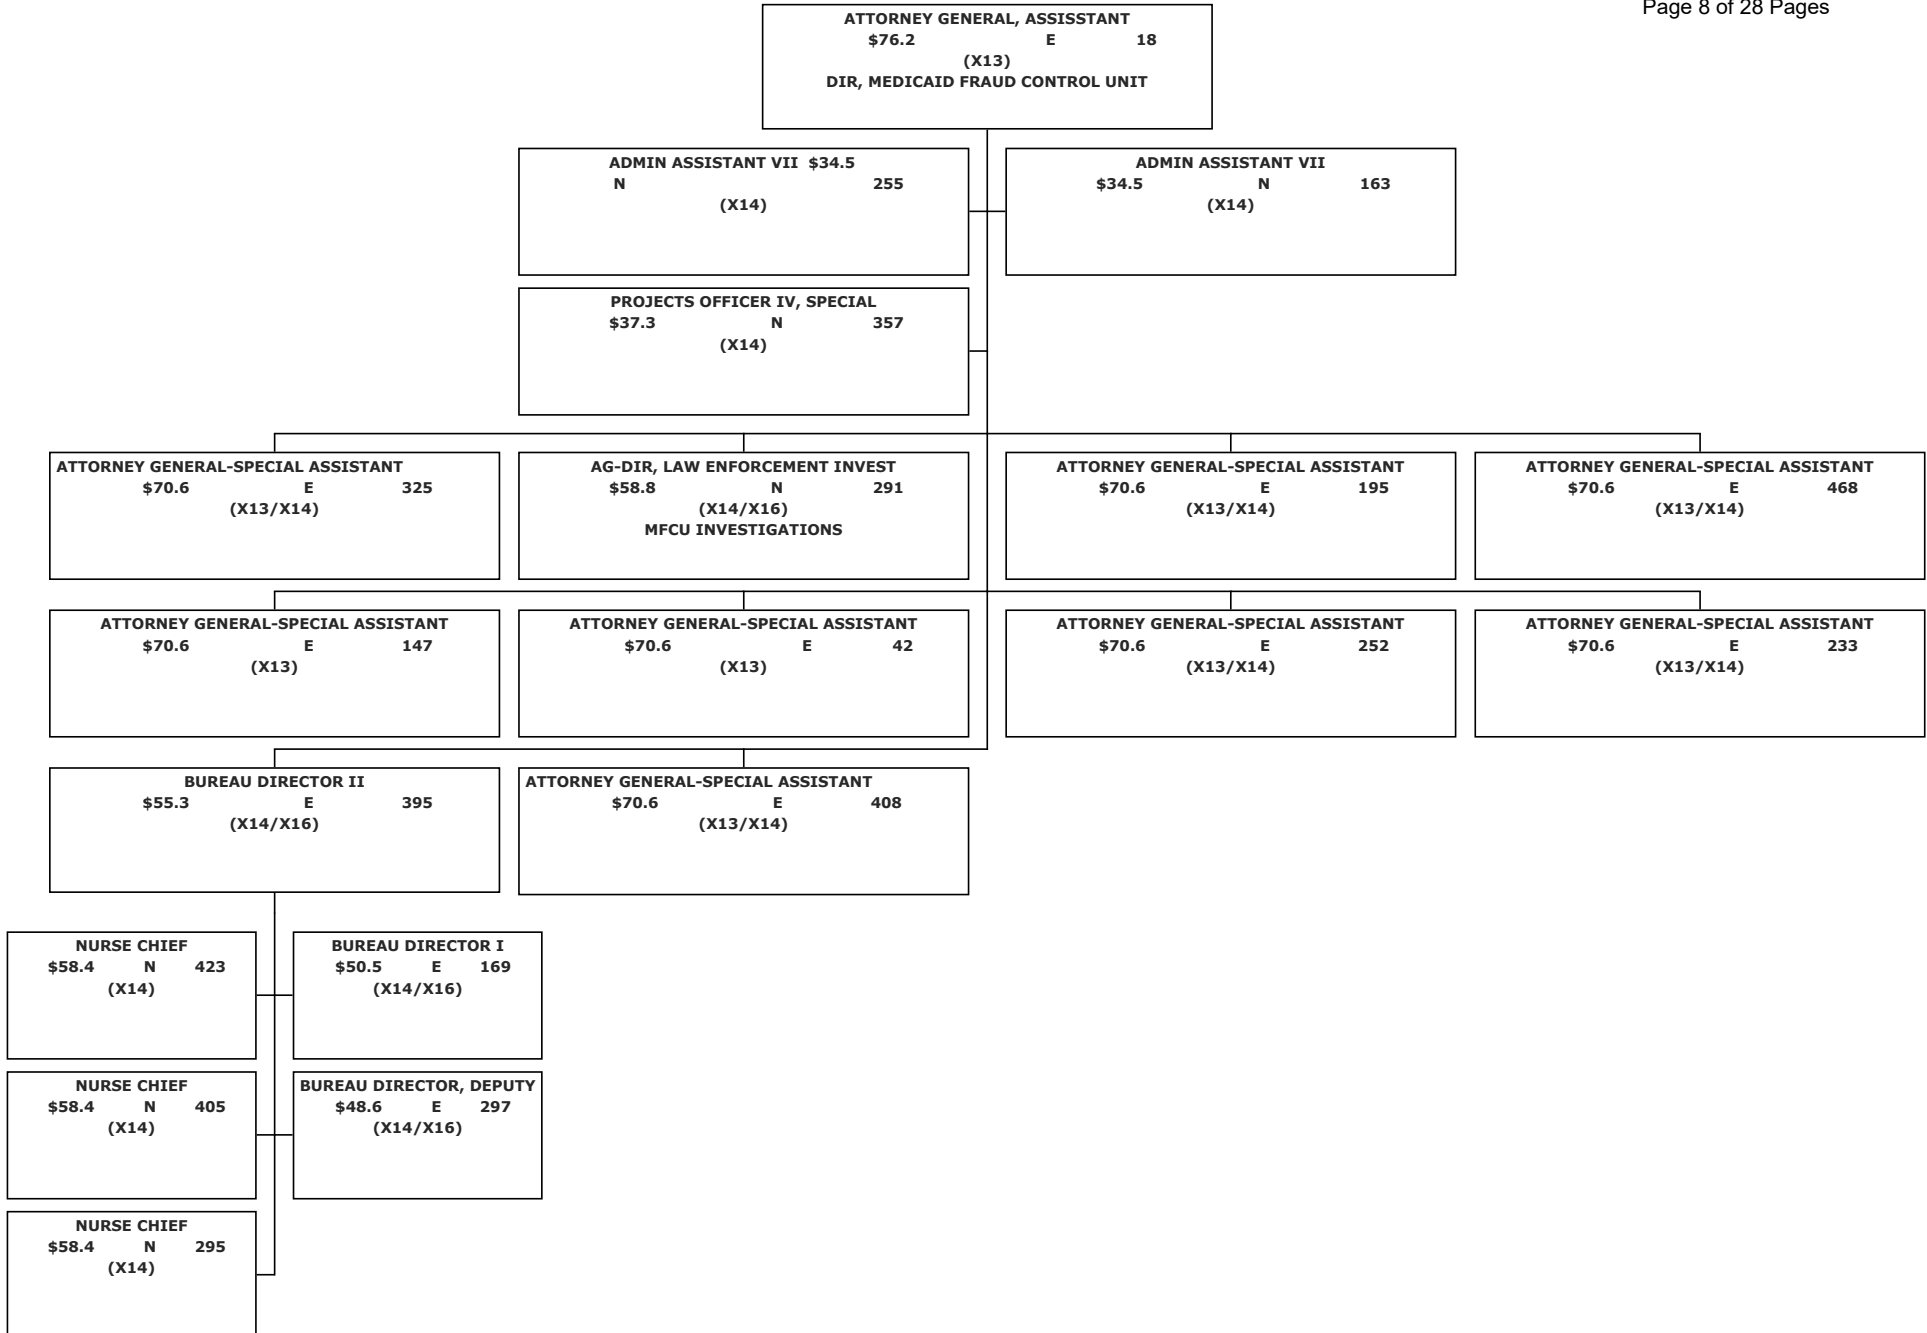 Page 8 of 28 Pages
ATTORNEY GENERAL, ASSISSTANT
$76.2 E 18
(X13)
DIR, MEDICAID FRAUD CONTROL UNIT
ADMIN ASSISTANT VII $34.5
N 255
(X14)
ADMIN ASSISTANT VII
$34.5 N 163
(X14)
PROJECTS OFFICER IV, SPECIAL
$37.3 N 357
(X14)
ATTORNEY GENERAL-SPECIAL ASSISTANT
$70.6 E 325
(X13/X14)
AG-DIR, LAW ENFORCEMENT INVEST
$58.8 N 291
(X14/X16)
MFCU INVESTIGATIONS
ATTORNEY GENERAL-SPECIAL ASSISTANT
$70.6 E 195
(X13/X14)
ATTORNEY GENERAL-SPECIAL ASSISTANT
$70.6 E 468
(X13/X14)
ATTORNEY GENERAL-SPECIAL ASSISTANT
$70.6 E 147
(X13)
ATTORNEY GENERAL-SPECIAL ASSISTANT
$70.6 E 42
(X13)
ATTORNEY GENERAL-SPECIAL ASSISTANT
$70.6 E 252
(X13/X14)
ATTORNEY GENERAL-SPECIAL ASSISTANT
$70.6 E 233
(X13/X14)
BUREAU DIRECTOR II
$55.3 E 395
(X14/X16)
ATTORNEY GENERAL-SPECIAL ASSISTANT
$70.6 E 408
(X13/X14)
NURSE CHIEF
$58.4 N 423
(X14)
BUREAU DIRECTOR I
$50.5 E 169
(X14/X16)
NURSE CHIEF
$58.4 N 405
(X14)
BUREAU DIRECTOR, DEPUTY
$48.6 E 297
(X14/X16)
NURSE CHIEF
$58.4 N 295
(X14)